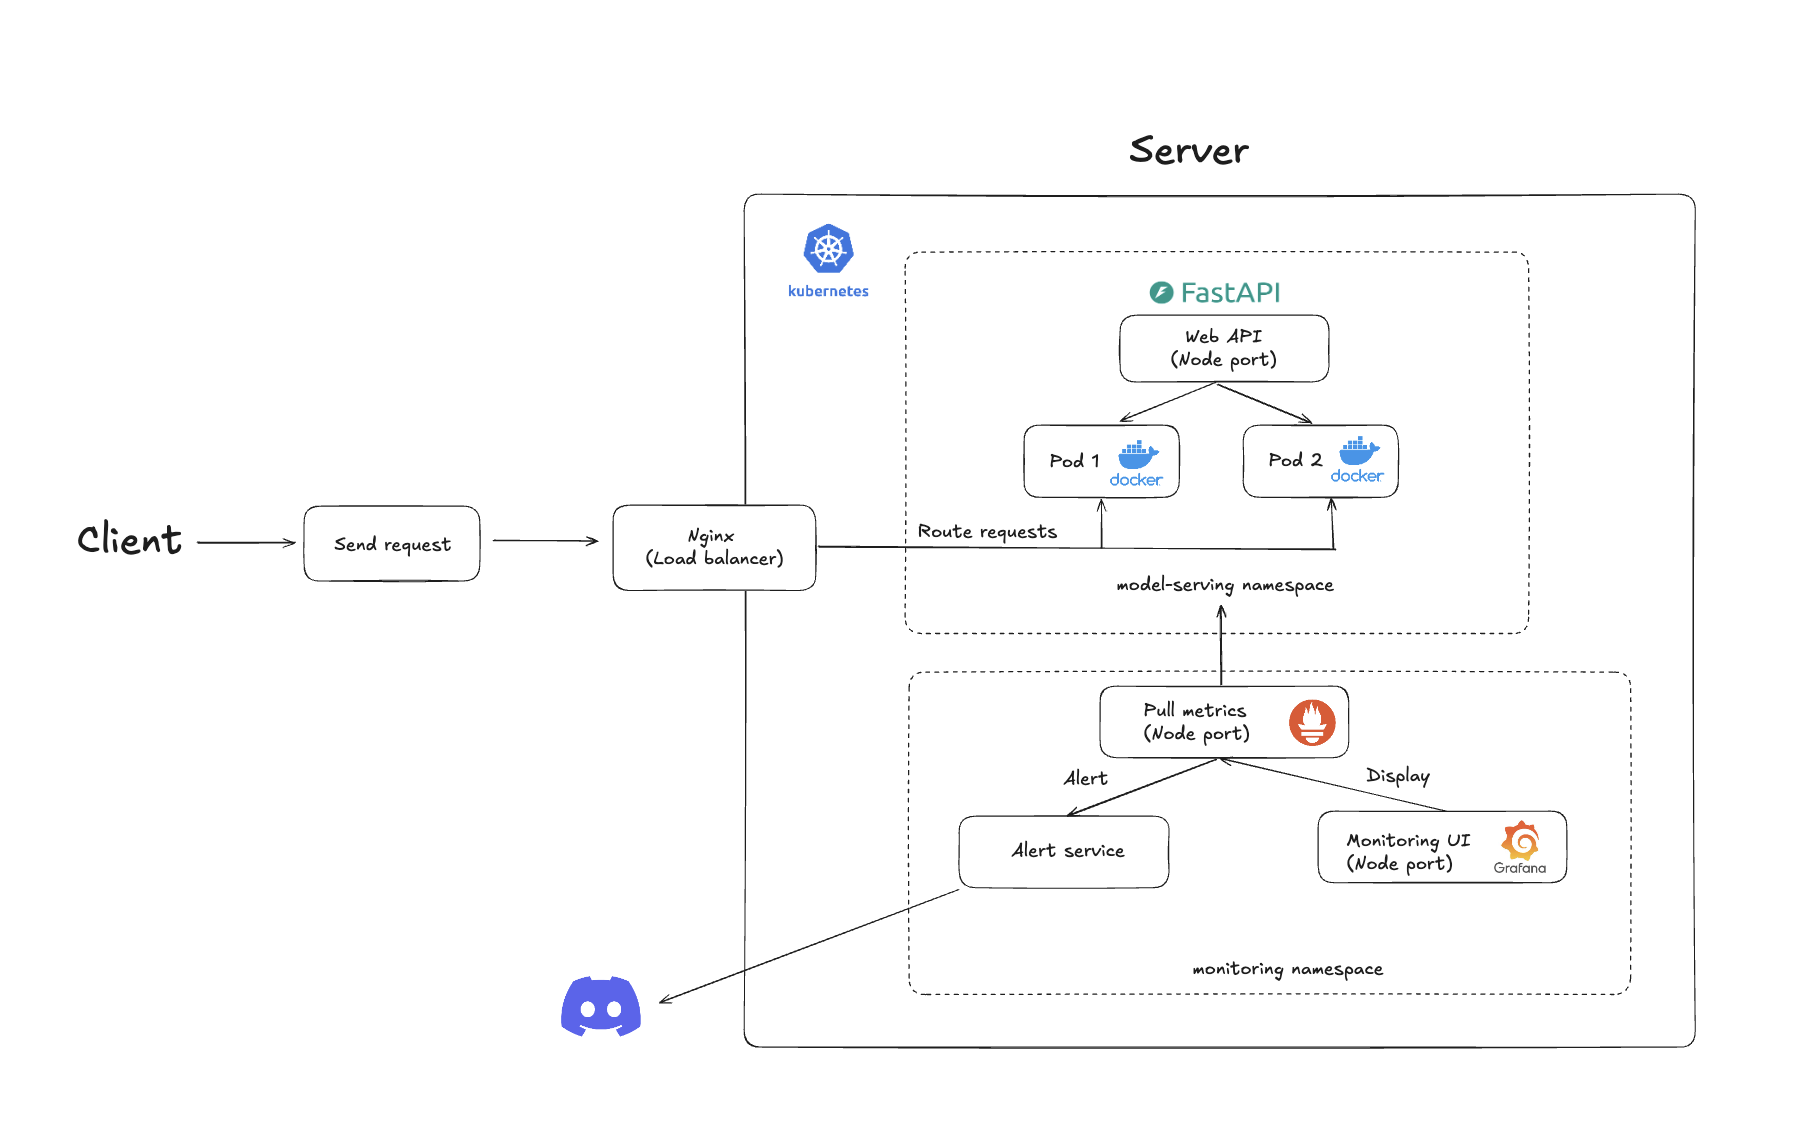 Server
kubernetes
FastAPI
Web API
(Node port)
Pod 1
docker
Pod 2
docker
Client
Send request
Nginx
(Load balancer)
Route requests
model-serving namespace
Pull metrics
(Node port)
Alert
Display
Alert service
Monitoring UI
(Node port)
Grafana
monitoring namespace